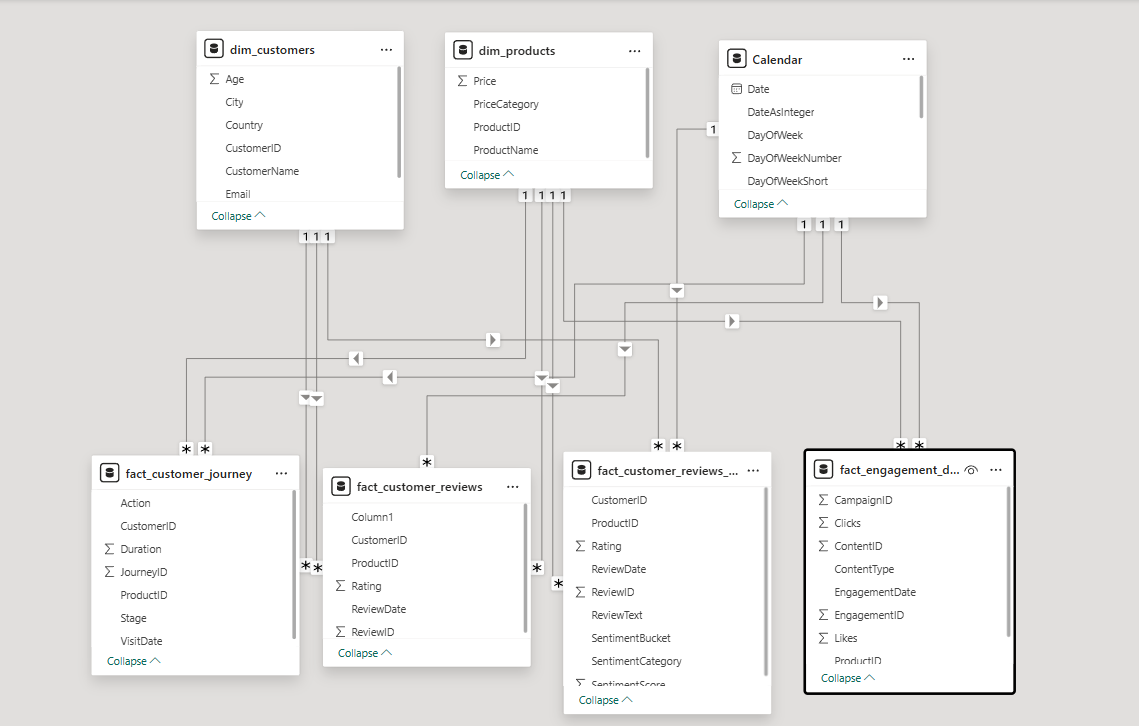 dim_customers
Age
City
Country
CustomerID
CustomerName
Email
Collapse
dim_products
Price
PriceCategory
ProductID
ProductName
Collapse
Calendar
Date
DateAsInteger
DayOfWeek
DayOfWeekNumber
DayOfWeekShort
Collapse
1
1 1 1 1
1 1 1
1 1 1
* *
* *
* *
*
* *
*
*
fact_customer_journey
Action
CustomerID
Duration
JourneyID
ProductID
Stage
VisitDate
Collapse
fact_customer_reviews
Column1
CustomerID
ProductID
Rating
ReviewDate
ReviewID
Collapse
fact_customer_reviews_...
CustomerID
ProductID
Rating
ReviewDate
ReviewID
ReviewText
SentimentBucket
SentimentCategory
SentimentScore
Collapse
fact_engagement_d...
CampaignID
Clicks
ContentID
ContentType
EngagementDate
EngagementID
Likes
ProductID
Collapse